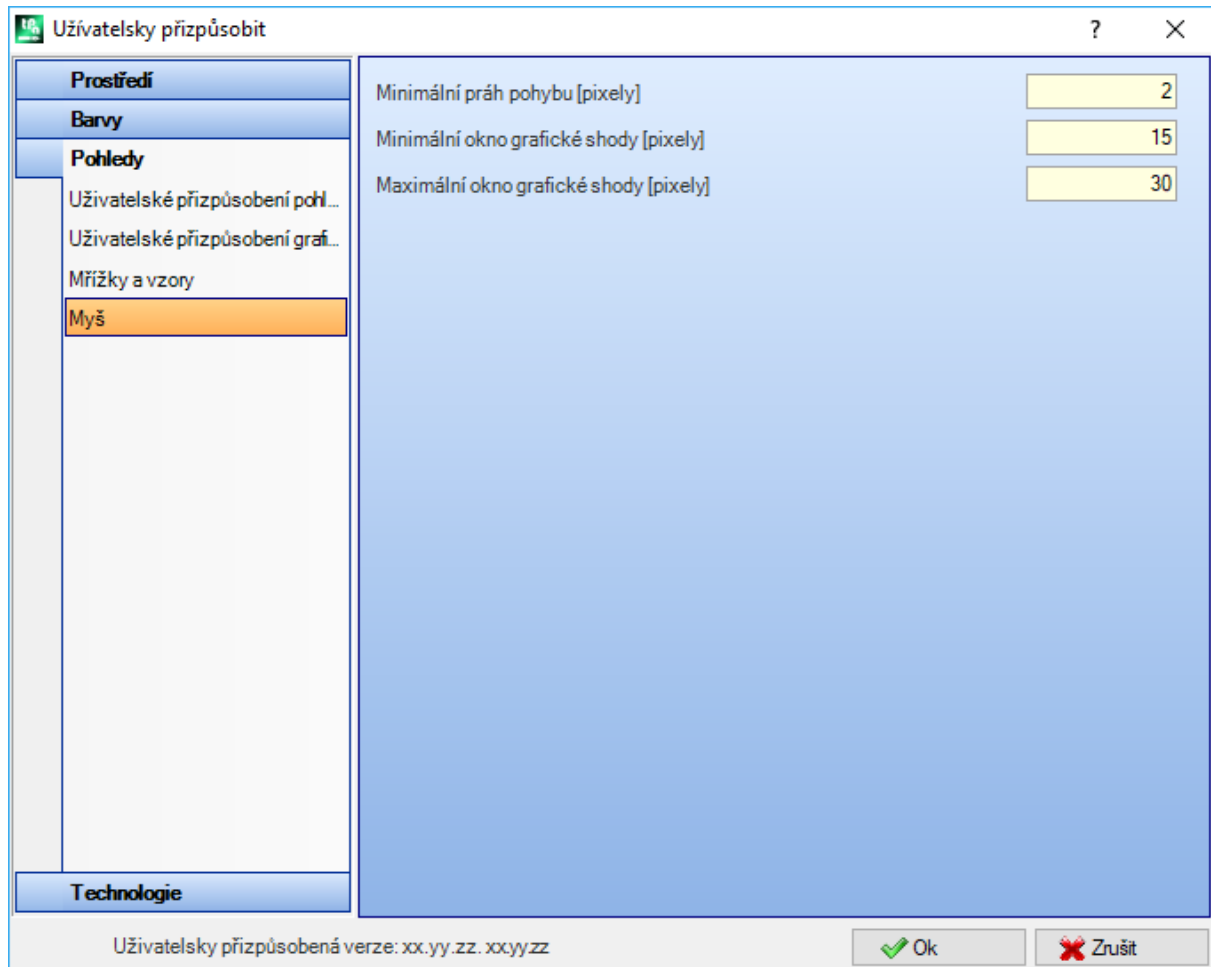 Užívatelsky přizpůsobit
Prostředí
Barvy
Pohledy
Uživatelské přizpůsobení pohl...
Uživatelské přizpůsobení grafi...
Mřížky a vzory
Myš
Technologie
Minimální práh pohybu [pixely] 2
Minimální okno grafické shody [pixely] 15
Maximální okno grafické shody [pixely] 30
Uživatelsky přizpůsobená verze: xx.yy.zz. xx.yy.zz
Ok
Zrušit